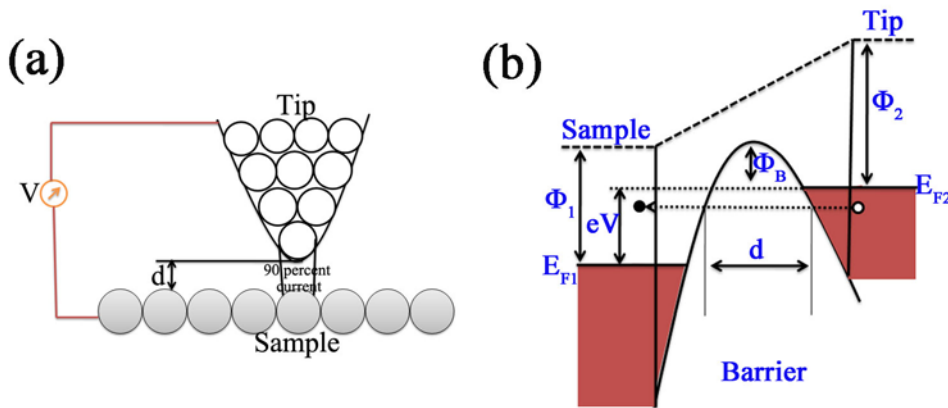 (a)
Tip
V
d
90 percent
current
Sample
(b)
Tip
Sample
Φ2
ΦB
Φ1
eV
EF2
EF1
d
Barrier